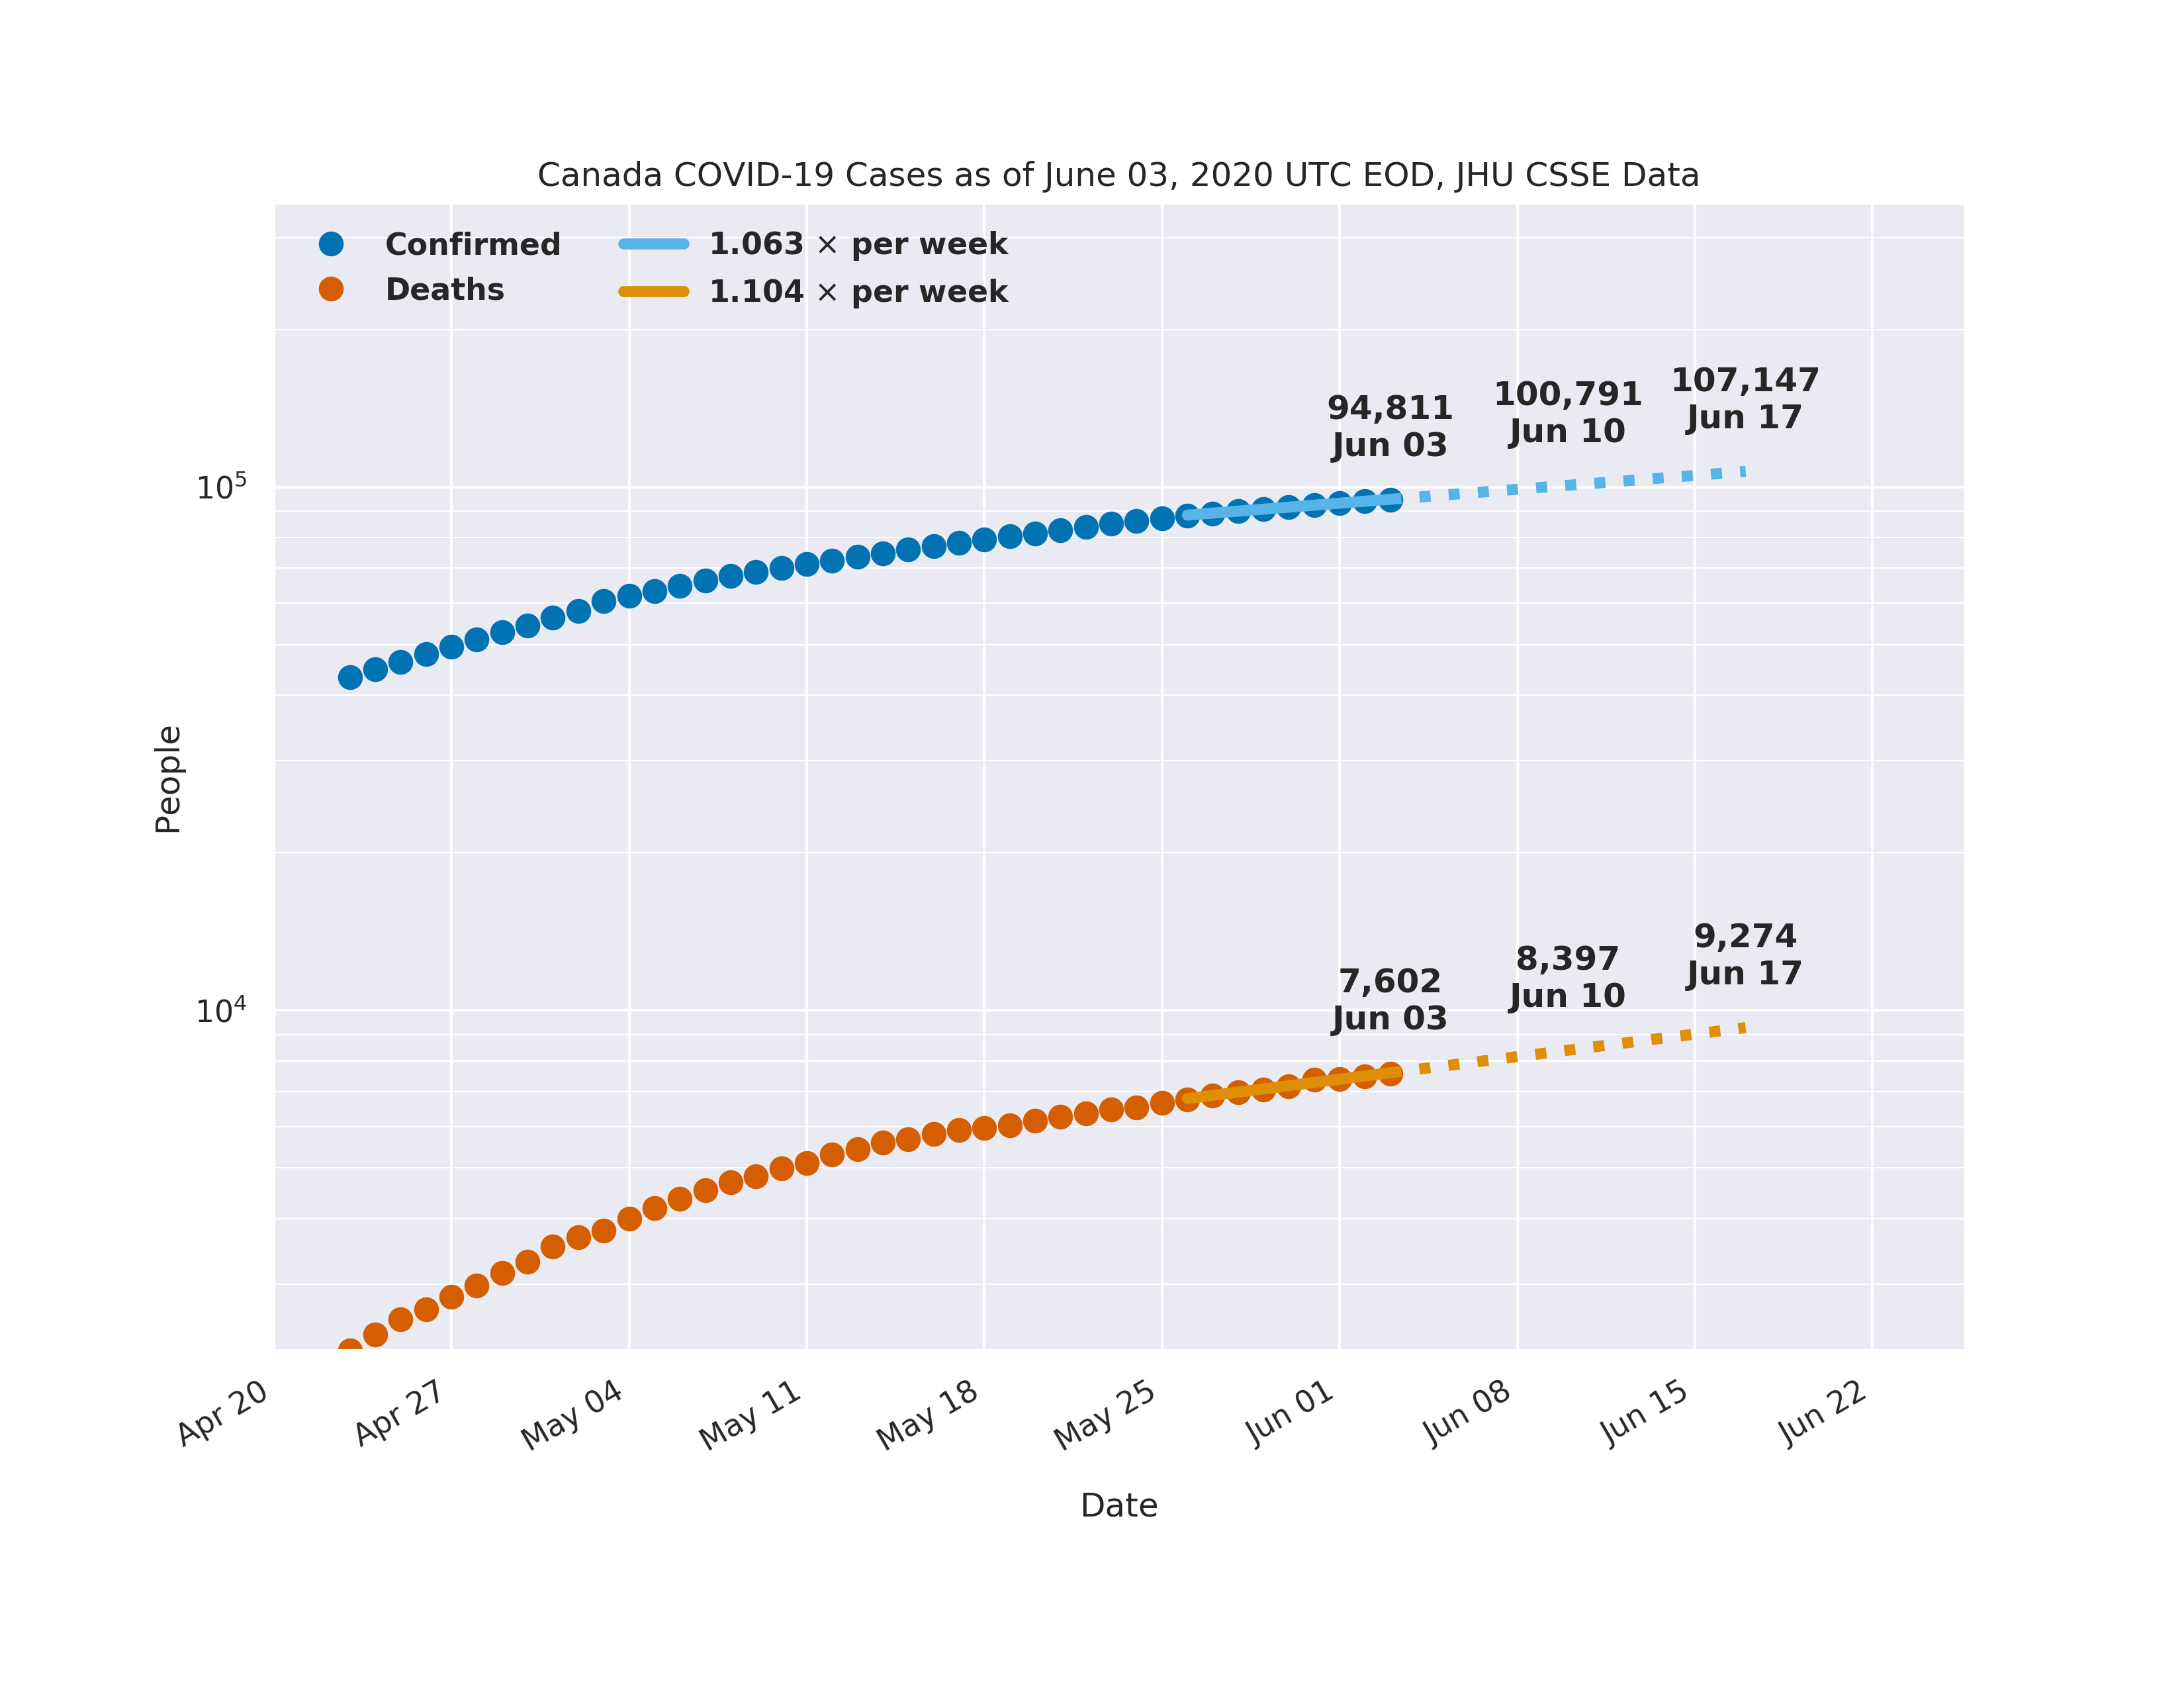 Canada COVID-19 Cases as of June 03, 2020 UTC EOD, JHU CSSE Data
Confirmed
Deaths
1.063 × per week
1.104 × per week
94,811
Jun 03
100,791
Jun 10
107,147
Jun 17
10⁵
People
10⁴
7,602
Jun 03
8,397
Jun 10
9,274
Jun 17
Apr 20
Apr 27
May 04
May 11
May 18
May 25
Jun 01
Jun 08
Jun 15
Jun 22
Date